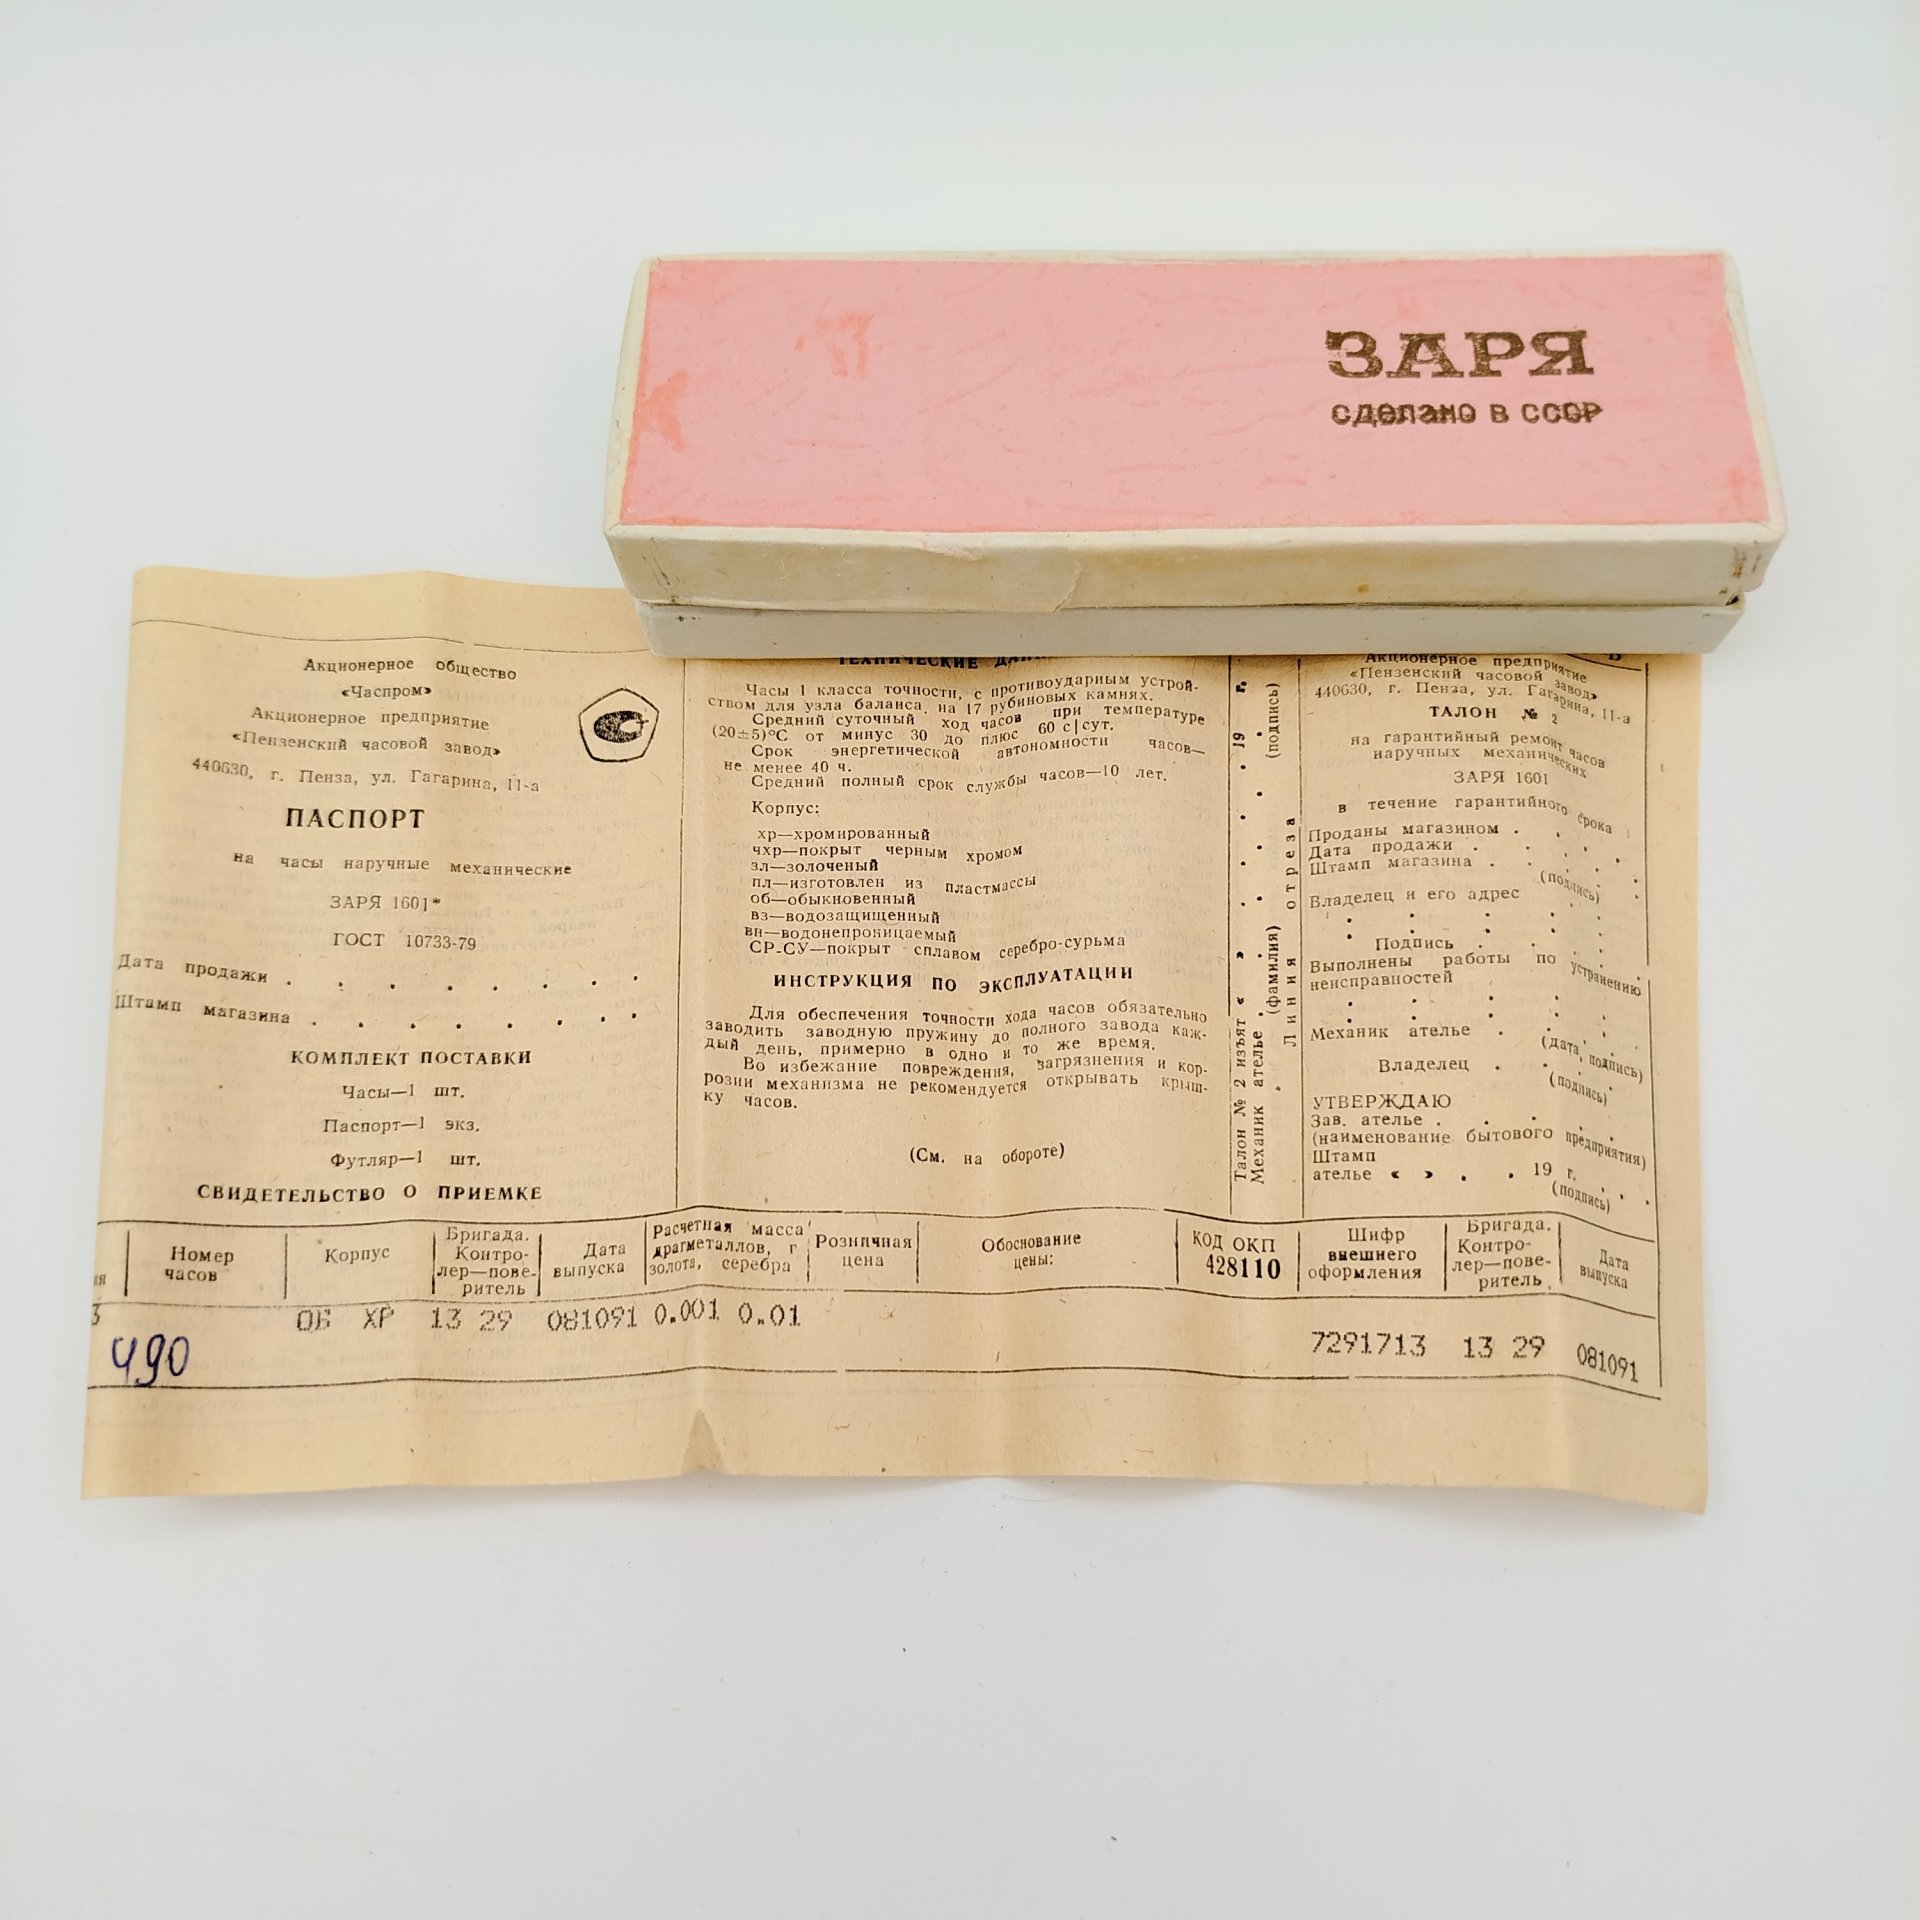 ЗАРЯ
сделано в СССР
Акционерное общество
«Часпром»
Акционерное предприятие
«Пензенский часовой завод»
440630, г. Пенза, ул. Гагарина, 11-а
ПАСПОРТ
на часы наручные механические
ЗАРЯ 1601*
ГОСТ 10733-79
Дата продажи . . . . . . . .
Штамп магазина . . . . . . . .
КОМПЛЕКТ ПОСТАВКИ
Часы—1 шт.
Паспорт—1 экз.
Футляр—1 шт.
СВИДЕТЕЛЬСТВО О ПРИЕМКЕ
ТЕХНИЧЕСКИЕ
Часы 1 класса точности, с противоударным устрой-
ством для узла баланса, на 17 рубиновых камнях.
Средний суточный ход часов при температуре
(20±5)°С от минус 30 до плюс 60 с|сут.
Срок энергетической автономности часов—
не менее 40 ч.
Средний полный срок службы часов—10 лет.
Корпус:
хр—хромированный
чхр—покрыт черным хромом
зл—золоченый
пл—изготовлен из пластмассы
об—обыкновенный
вз—водозащищенный
вн—водонепроницаемый
СР-СУ—покрыт сплавом серебро-сурьма
ИНСТРУКЦИЯ ПО ЭКСПЛУАТАЦИИ
Для обеспечения точности хода часов обязательно
заводить заводную пружину до полного завода каж-
дый день, примерно в одно и то же время.
Во избежание повреждения, загрязнения и кор-
розии механизма не рекомендуется открывать крыш-
ку часов.
(См. на обороте)
Талон № 2 изъят « » . . . . . . 19 г.
Механик ателье . . . . . .
(фамилия) (подпись)
Линия отреза
Акционерное предприятие
«Пензенский часовой завод»
440630, г. Пенза, ул. Гагарина, 11-а
ТАЛОН № 2
на гарантийный ремонт часов
наручных механических
ЗАРЯ 1601
в течение гарантийного срока
Проданы магазином . . .
Дата продажи . . . .
Штамп магазина . . . .
(подпись)
Владелец и его адрес
Подпись . . .
Выполнены работы по устранению
неисправностей
Механик ателье . . .
(дата, подпись)
Владелец . . .
(подпись)
УТВЕРЖДАЮ
Зав. ателье . . . .
(наименование бытового предприятия)
Штамп
ателье « » . . 19 г. . . .
(подпись)
Номер часов
Корпус
Бригада.
Контро-
лер—пове-
ритель
Дата
выпуска
Расчетная масса
драгметаллов, г
золота, серебра
Розничная
цена
Обоснование
цены:
КОД ОКП
428110
Шифр
внешнего
оформления
Бригада.
Контро-
лер—пове-
ритель
Дата
выпуска
3 ОБ ХР 13 29 081091 0.001 0.01
7291713 13 29 081091
490